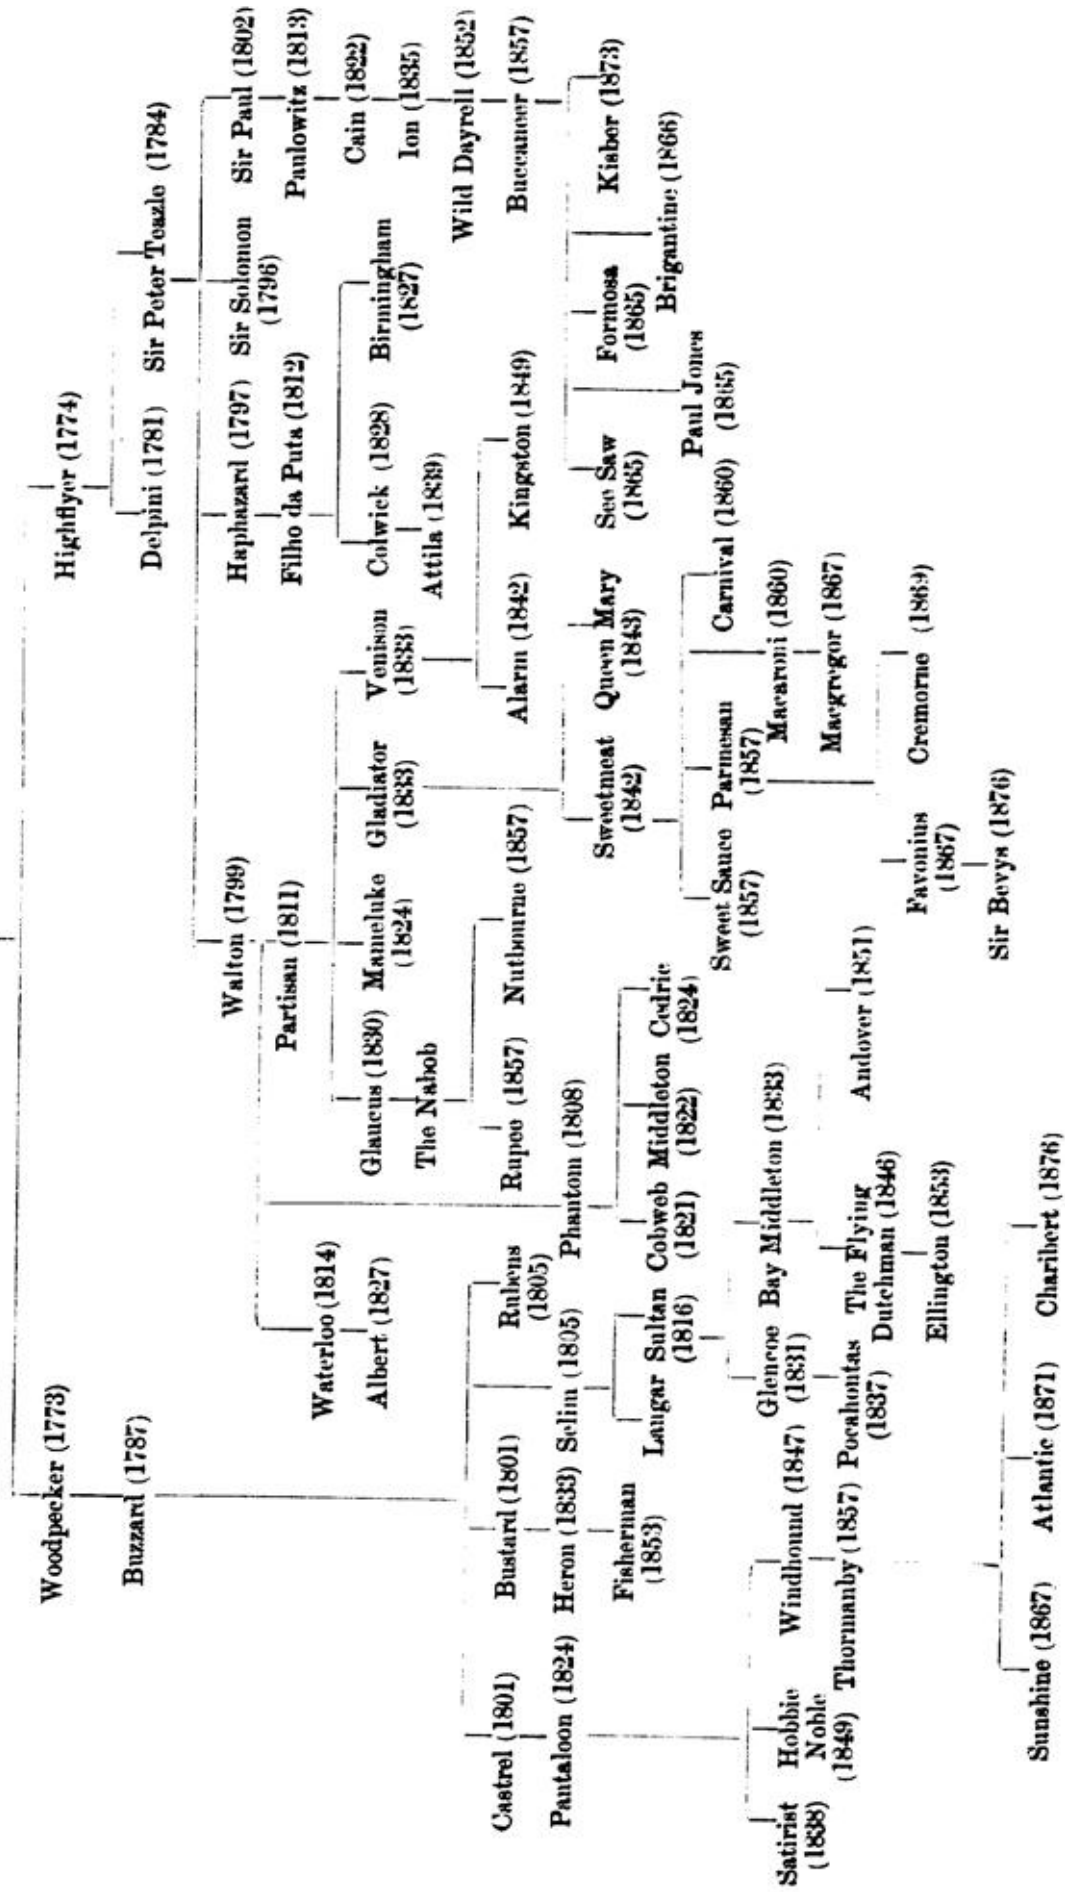 Woodpecker (1773)
Highflyer (1774)
Buzzard (1787)
Delpini (1781)
Sir Peter Teazle (1784)
Walton (1799)
Haphazard (1797)
Sir Solomon
(1796)
Sir Paul (1802)
Partisan (1811)
Filho da Puta (1812)
Paulowitz (1813)
Waterloo (1814)
Albert (1827)
Glaucus (1830)
Mameluke
(1824)
Gladiator
(1833)
Venison
(1833)
Colwick (1828)
Birmingham
(1827)
Cain (1822)
The Nabob
Attila (1839)
Ion (1835)
Wild Dayrell (1852)
Castrel (1801)
Bustard (1801)
Rubens
(1805)
Rupee (1857)
Nutbourne (1857)
Alarm (1842)
Kingston (1849)
Buccaneer (1857)
Pantaloon (1824)
Heron (1833)
Selim (1805)
Phantom (1808)
Fisherman
(1853)
Langar
Sultan
(1816)
Cobweb
(1821)
Middleton
(1822)
Cedric
(1824)
Sweetmeat
(1842)
Queen Mary
(1843)
See Saw
(1865)
Formosa
(1865)
Kisber (1873)
Paul Jones
(1865)
Brigantine (1866)
Sweet Sauce
(1857)
Parmesan
(1857)
Carnival (1860)
Macaroni (1860)
Macgregor (1867)
Satirist
(1838)
Hobbie
Noble
(1849)
Windhound (1847)
Glencoe
(1831)
Bay Middleton (1833)
Thormanby (1857)
Pocahontas
(1837)
The Flying
Dutchman (1846)
Andover (1851)
Favonius
(1867)
Cremorne (1869)
Ellington (1853)
Sir Bevys (1876)
Sunshine (1867)
Atlantic (1871)
Charibert (1876)